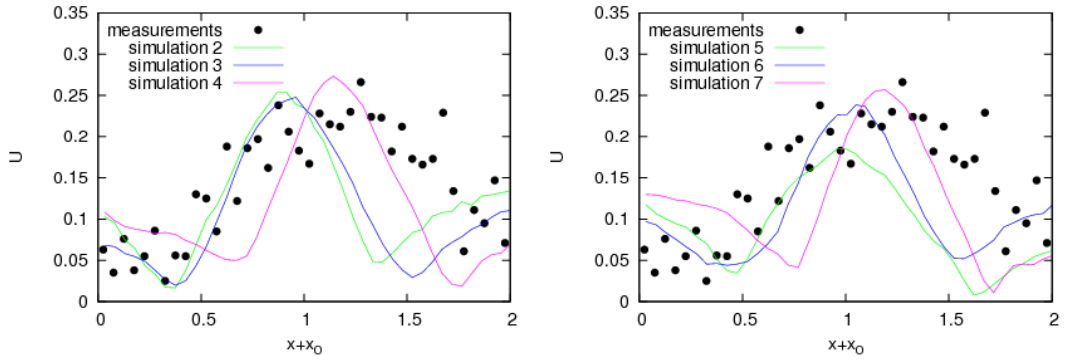 0.35
0.3
0.25
0.2
0.15
0.1
0.05
0
U
measurements
simulation 2
simulation 3
simulation 4
0 0.5 1 1.5 2
x+x₀
0.35
0.3
0.25
0.2
0.15
0.1
0.05
0
U
measurements
simulation 5
simulation 6
simulation 7
0 0.5 1 1.5 2
x+x₀